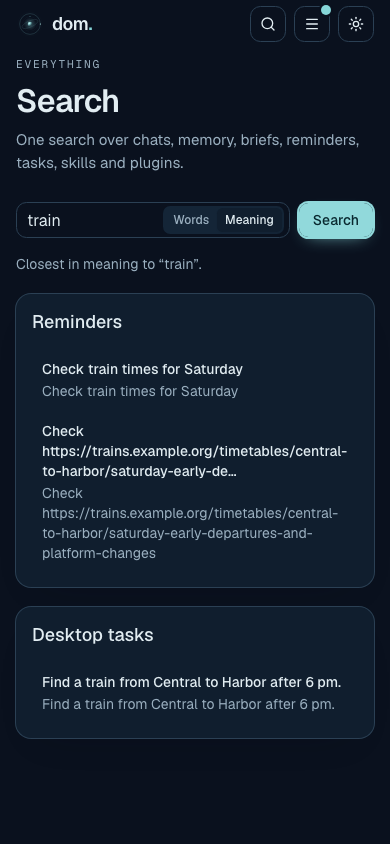 dom.
EVERYTHING
Search
One search over chats, memory, briefs, reminders,
tasks, skills and plugins.
train Words Meaning Search
Closest in meaning to “train”.
Reminders
Check train times for Saturday
Check train times for Saturday
Check
https://trains.example.org/timetables/central-
to-harbor/saturday-early-de…
Check
https://trains.example.org/timetables/central-
to-harbor/saturday-early-departures-and-
platform-changes
Desktop tasks
Find a train from Central to Harbor after 6 pm.
Find a train from Central to Harbor after 6 pm.